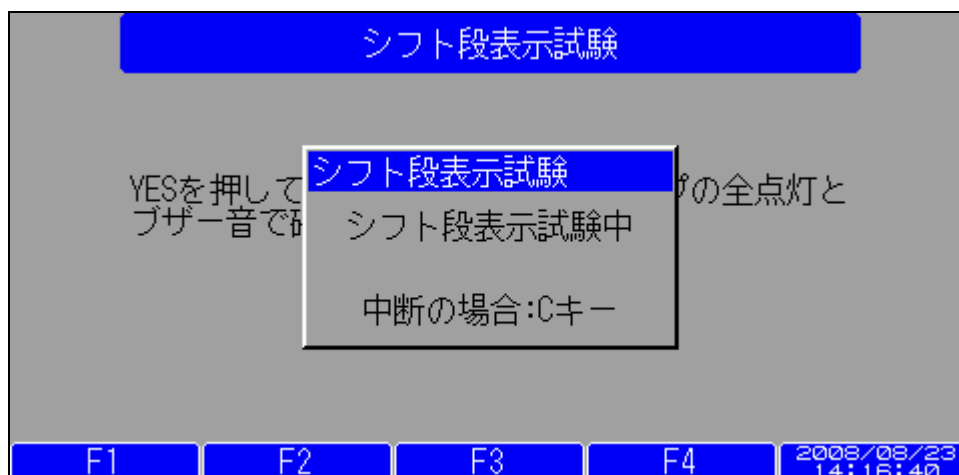 シフト段表示試験
シフト段表示試験
YESを押して
の全点灯と
ブザー音で
シフト段表示試験中
中断の場合:Cキー
F1 F2 F3 F4 2008/08/23
14:16:40